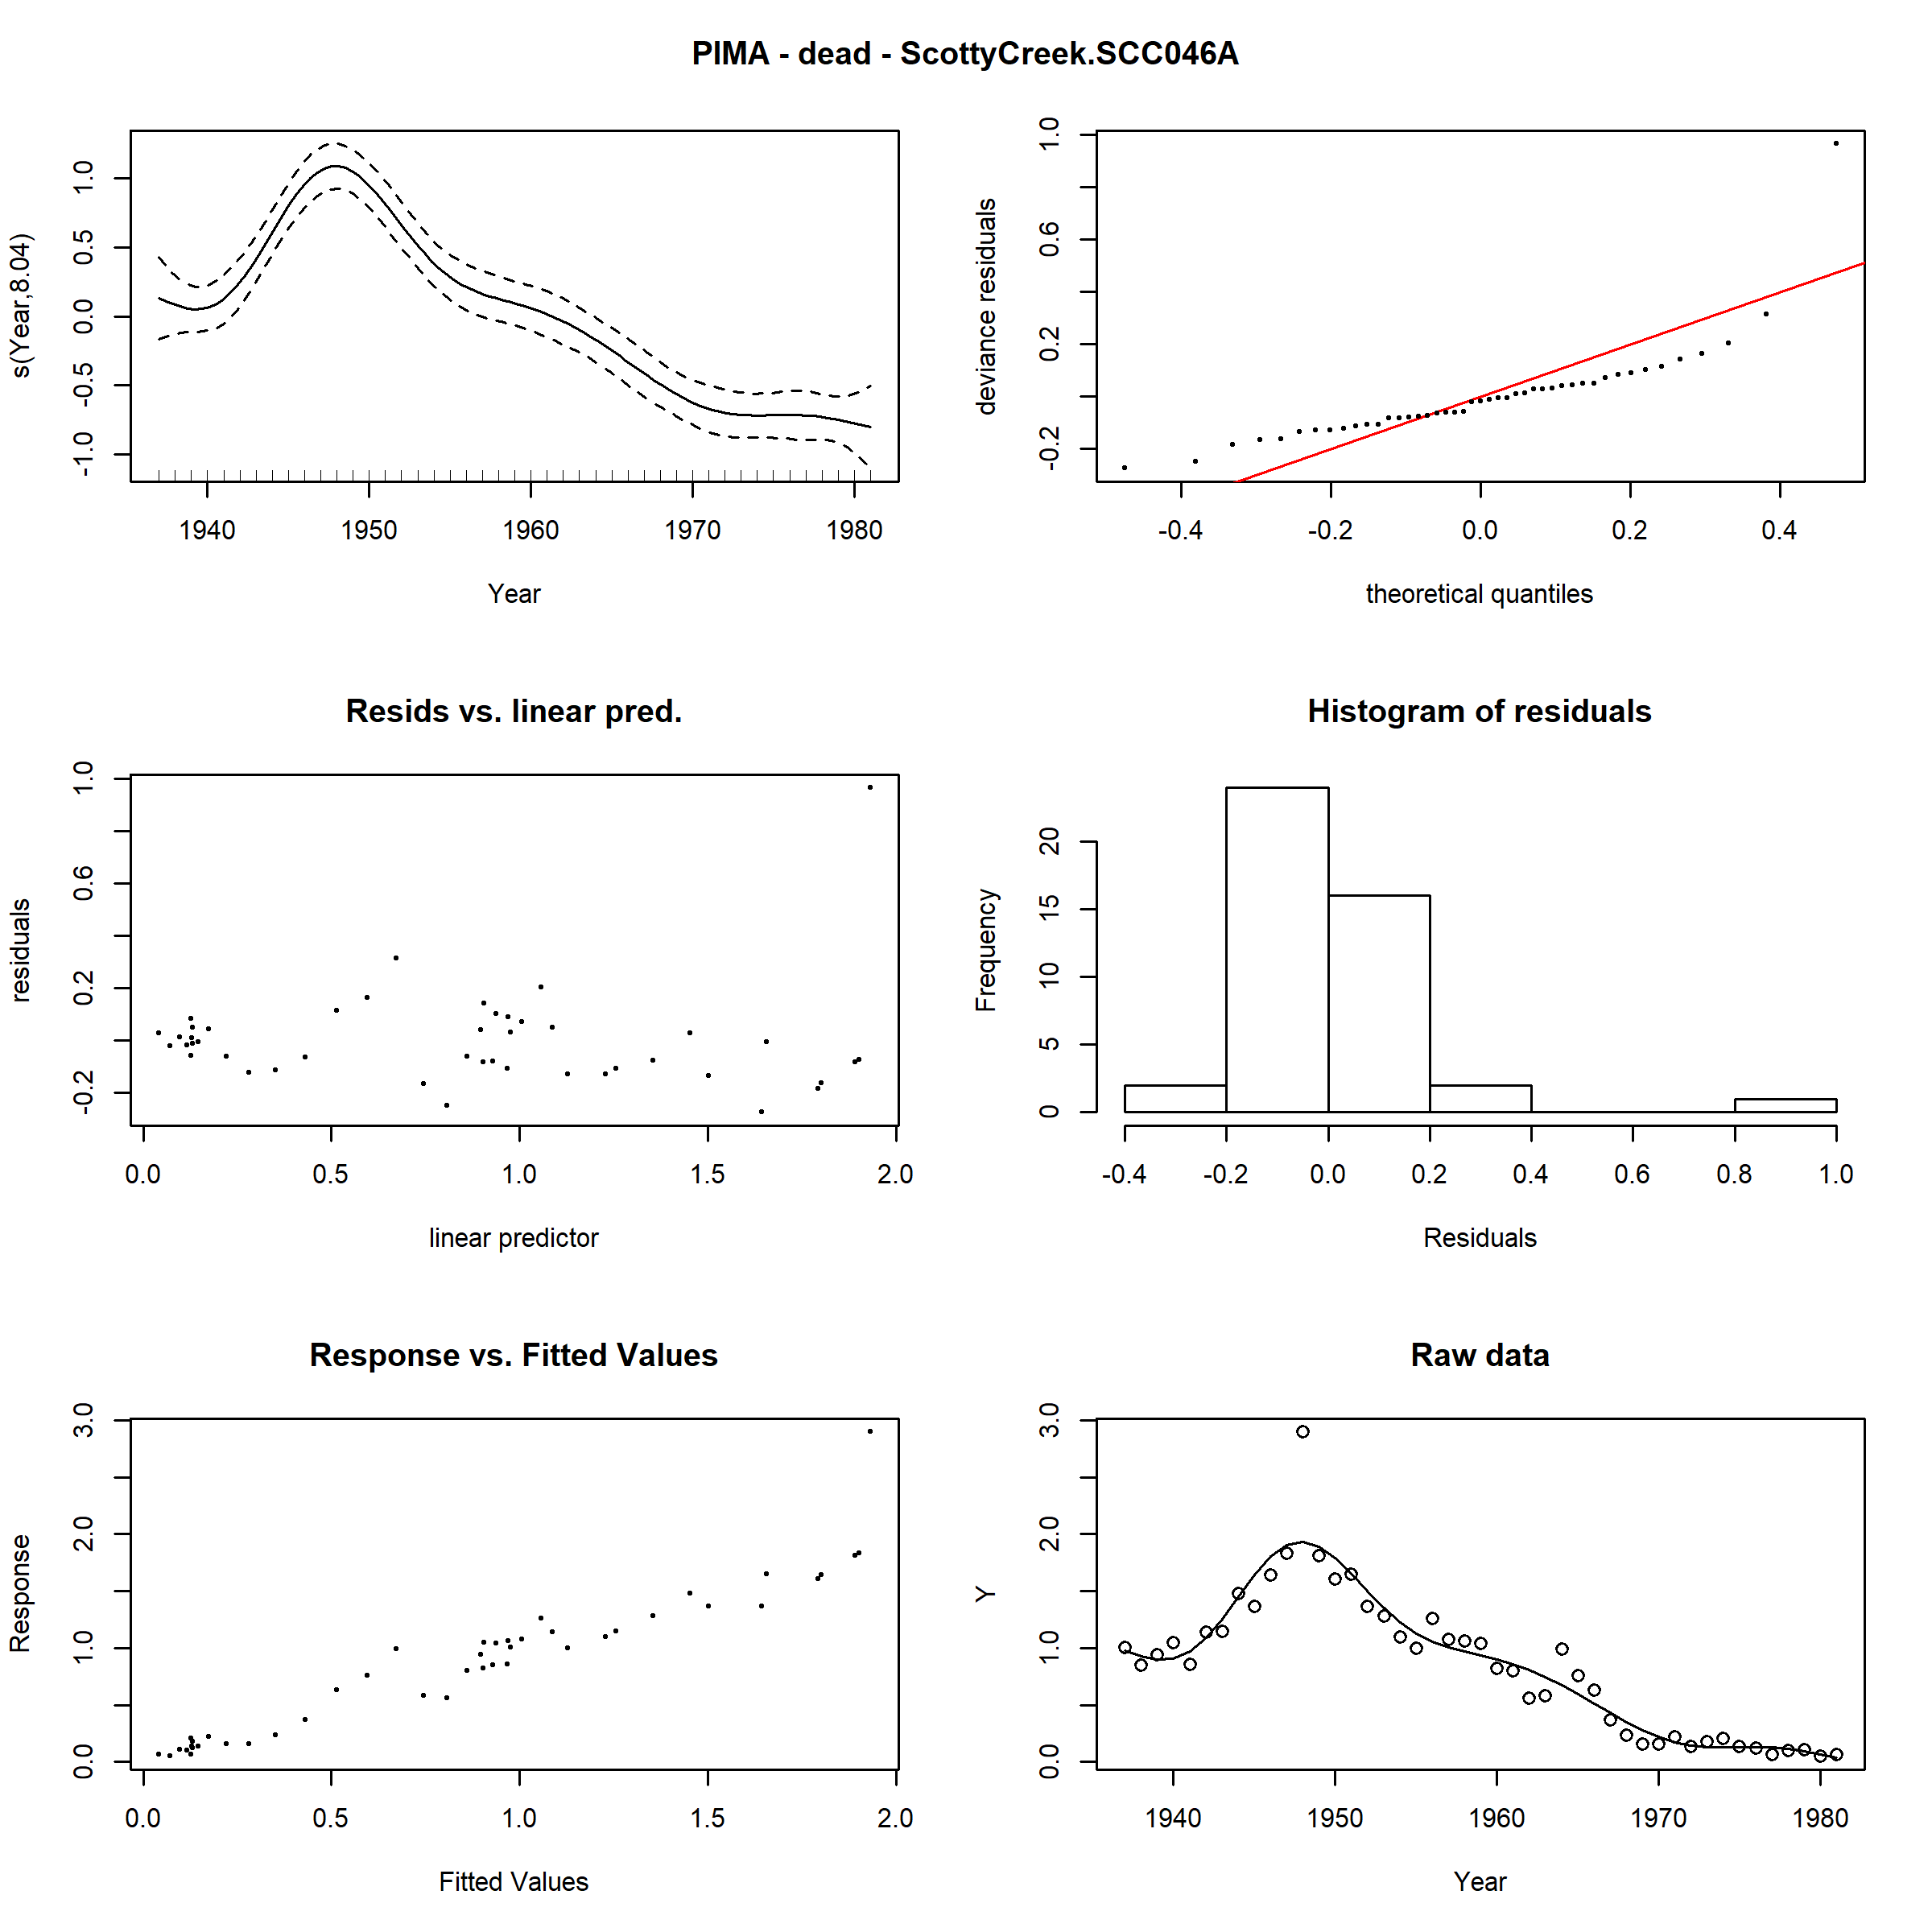 PIMA - dead - ScottyCreek.SCC046A
s(Year,8.04)
-1.0 -0.5 0.0 0.5 1.0
1940 1950 1960 1970 1980
Year
deviance residuals
-0.2 0.2 0.6 1.0
-0.4 -0.2 0.0 0.2 0.4
theoretical quantiles
Resids vs. linear pred.
residuals
-0.2 0.2 0.6 1.0
0.0 0.5 1.0 1.5 2.0
linear predictor
Histogram of residuals
Frequency
0 5 10 15 20
-0.4 -0.2 0.0 0.2 0.4 0.6 0.8 1.0
Residuals
Response vs. Fitted Values
Response
0.0 1.0 2.0 3.0
0.0 0.5 1.0 1.5 2.0
Fitted Values
Raw data
Y
0.0 1.0 2.0 3.0
1940 1950 1960 1970 1980
Year